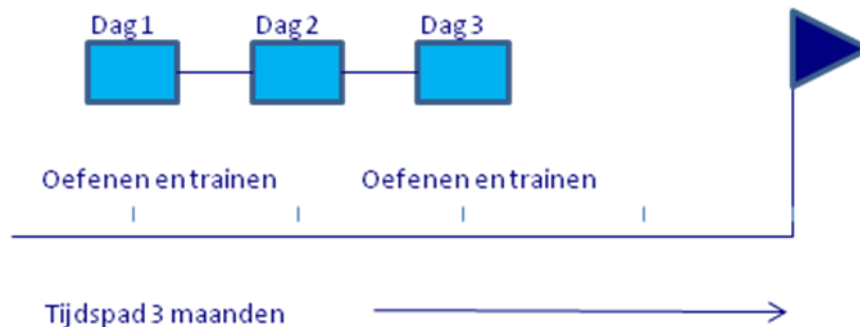 Dag 1 Dag 2 Dag 3
Oefenen en trainen Oefenen en trainen
Tijdspad 3 maanden